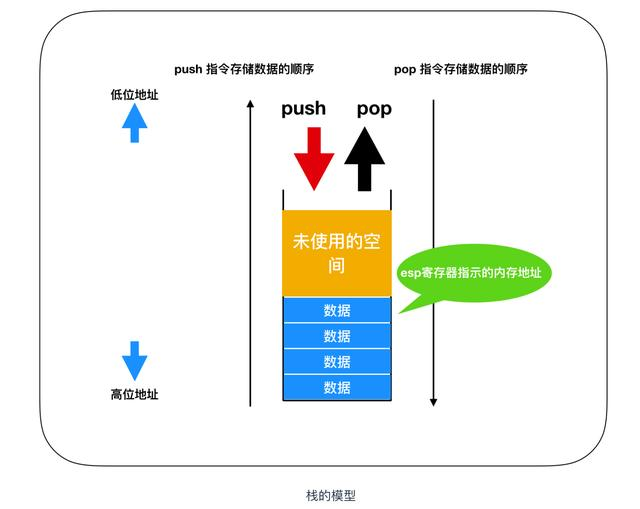 push 指令存储数据的顺序
pop 指令存储数据的顺序
低位地址
push
pop
未使用的空
间
esp寄存器指示的内存地址
数据
数据
数据
数据
高位地址
栈的模型